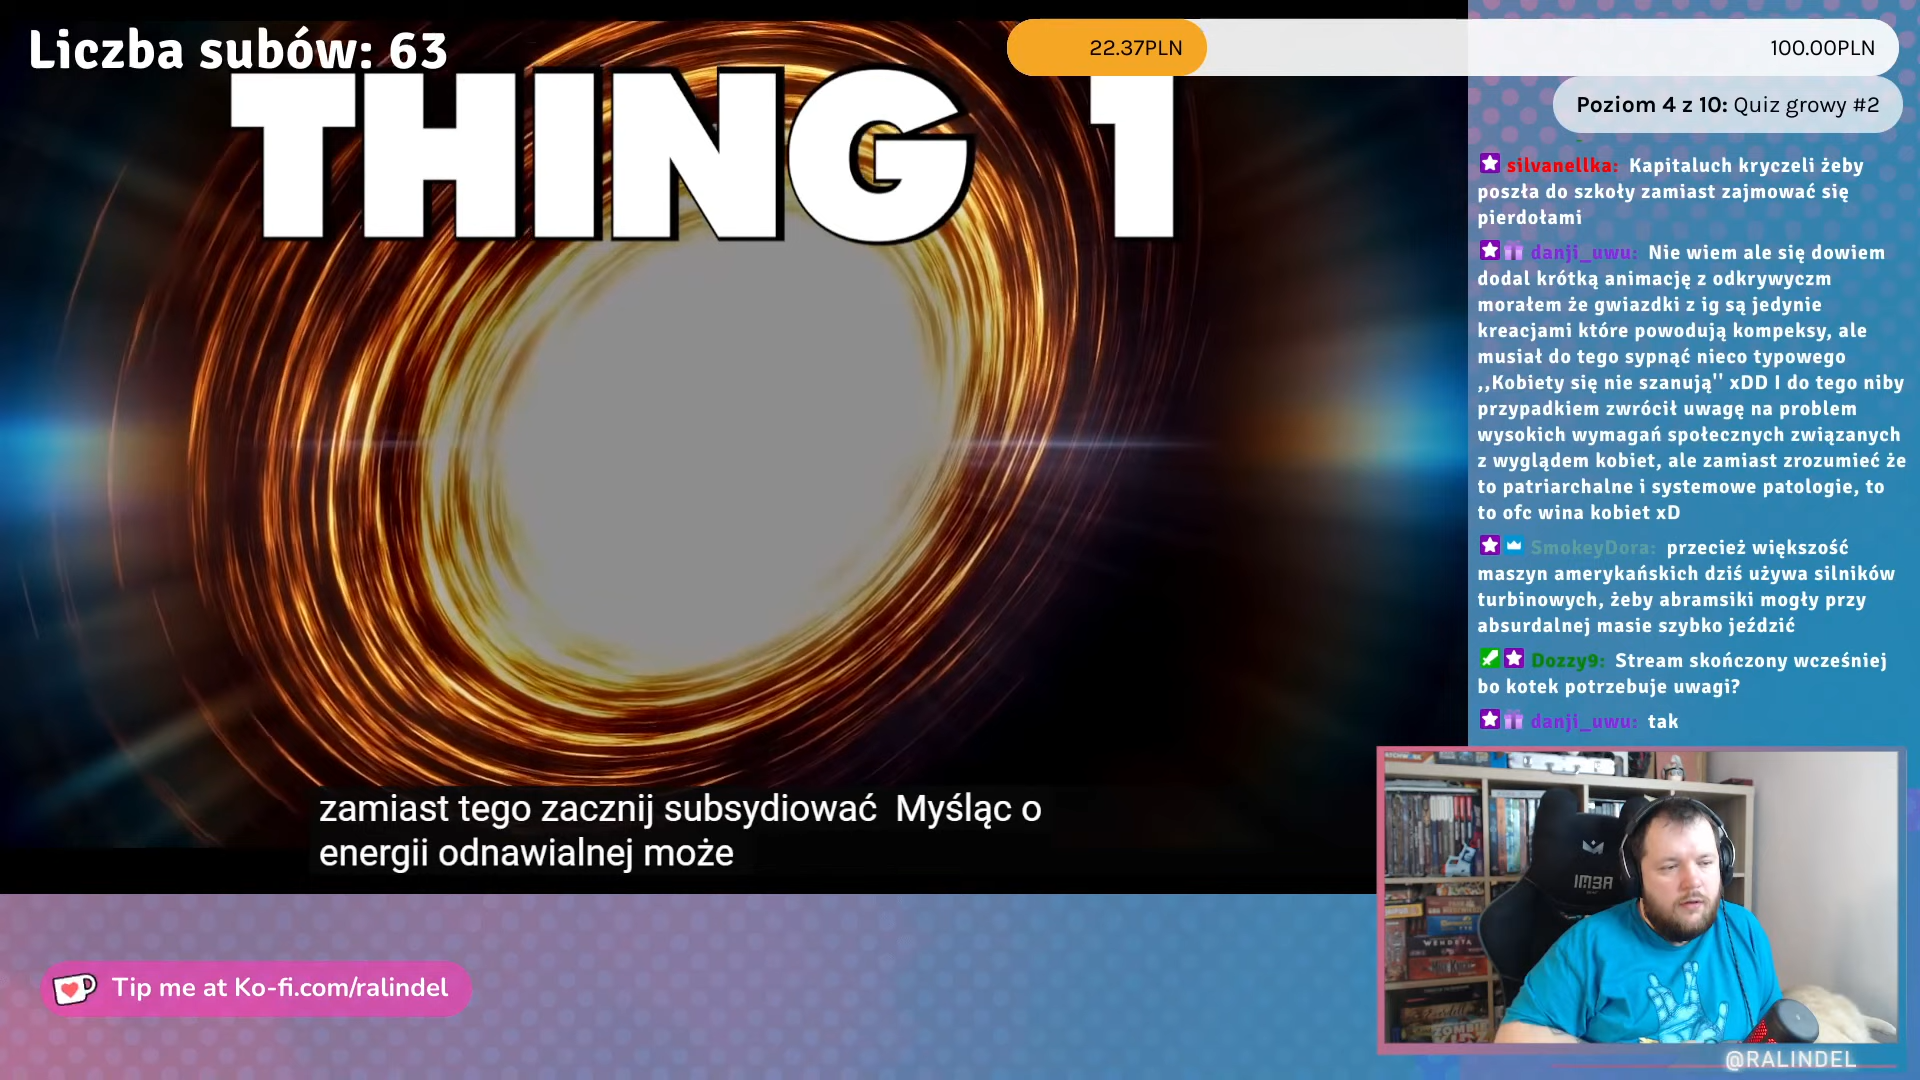 Liczba subów: 63
22.37PLN
100.00PLN
THING 1
Poziom 4 z 10: Quiz growy #2
silvanellka: Kapitaluch kryczeli żeby
poszła do szkoły zamiast zajmować się
pierdołami
danji_uwu: Nie wiem ale się dowiem
dodal krótką animację z odkrywyczm
morałem że gwiazdki z ig są jedynie
kreacjami które powodują kompeksy, ale
musiał do tego sypnąć nieco typowego
,,Kobiety się nie szanują'' xDD I do tego niby
przypadkiem zwrócił uwagę na problem
wysokich wymagań społecznych związanych
z wyglądem kobiet, ale zamiast zrozumieć że
to patriarchalne i systemowe patologie, to
to ofc wina kobiet xD
SmokeyDora: przecież większość
maszyn amerykańskich dziś używa silników
turbinowych, żeby abramsiki mogły przy
absurdalnej masie szybko jeździć
Dozzy9: Stream skończony wcześniej
bo kotek potrzebuje uwagi?
danji_uwu: tak
zamiast tego zacznij subsydiować Myśląc o
energii odnawialnej może
IMBA
WENDETA
ZOMBIE
Tip me at Ko-fi.com/ralindel
@RALINDEL